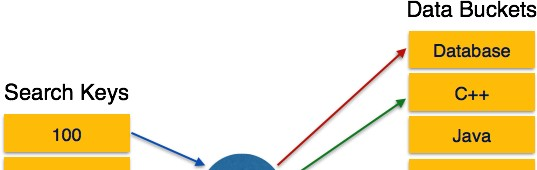 Data Buckets
Database
C++
Java
Search Keys
100